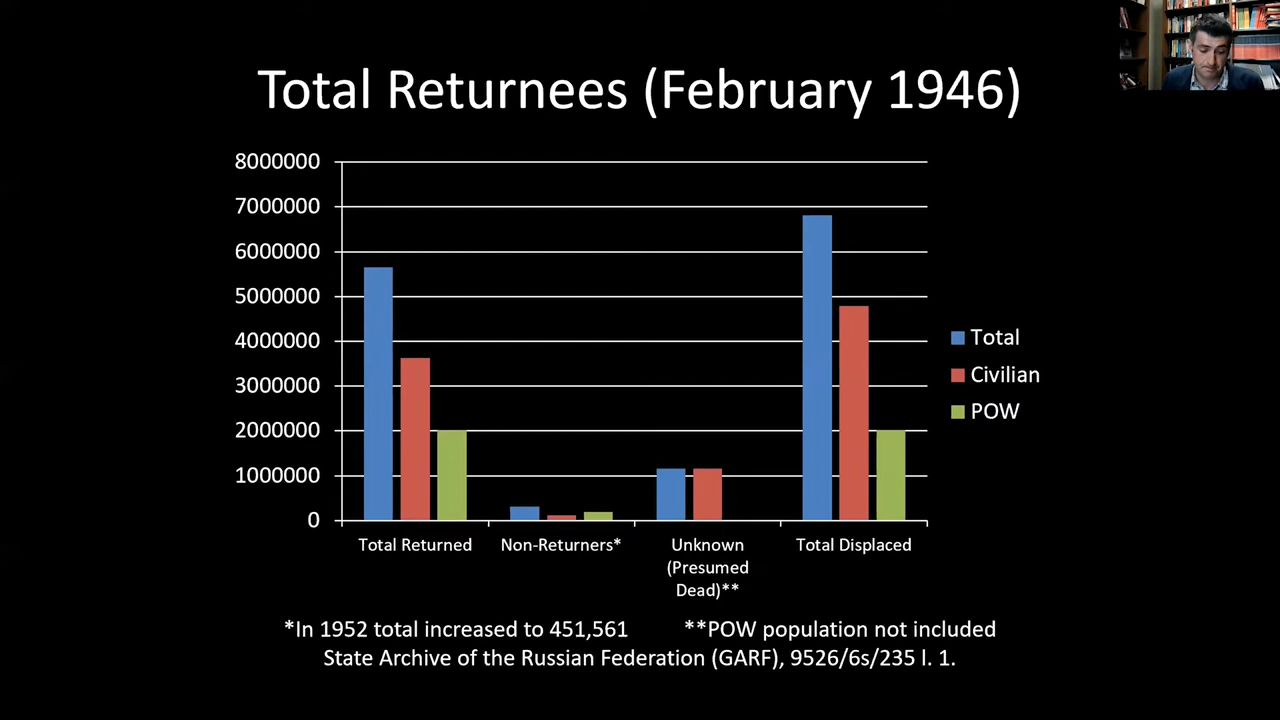 Total Returnees (February 1946)
8000000
7000000
6000000
5000000
4000000
3000000
2000000
1000000
0
Total Returned
Non-Returners*
Unknown
(Presumed
Dead)**
Total Displaced
Total
Civilian
POW
*In 1952 total increased to 451,561
**POW population not included
State Archive of the Russian Federation (GARF), 9526/6s/235 l. 1.